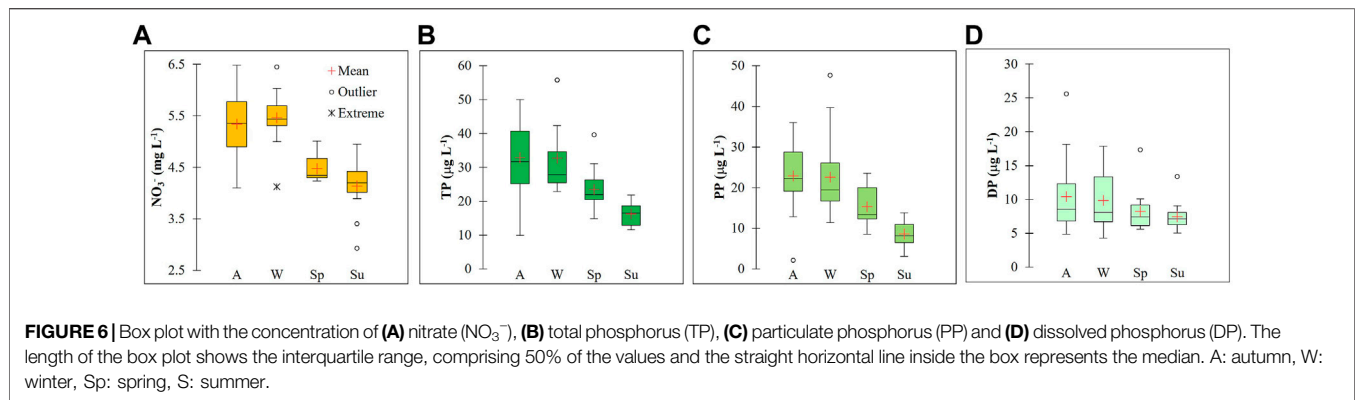 A
NO₃⁻ (mg L⁻¹)
6.5
5.5
4.5
3.5
2.5
A W Sp Su
Mean
Outlier
Extreme
B
TP (µg L⁻¹)
60
50
40
30
20
10
0
A W Sp Su
C
PP (µg L⁻¹)
50
40
30
20
10
0
A W Sp Su
D
DP (µg L⁻¹)
30
25
20
15
10
5
0
A W Sp Su
FIGURE 6 | Box plot with the concentration of (A) nitrate (NO₃⁻), (B) total phosphorus (TP), (C) particulate phosphorus (PP) and (D) dissolved phosphorus (DP). The
length of the box plot shows the interquartile range, comprising 50% of the values and the straight horizontal line inside the box represents the median. A: autumn, W:
winter, Sp: spring, S: summer.